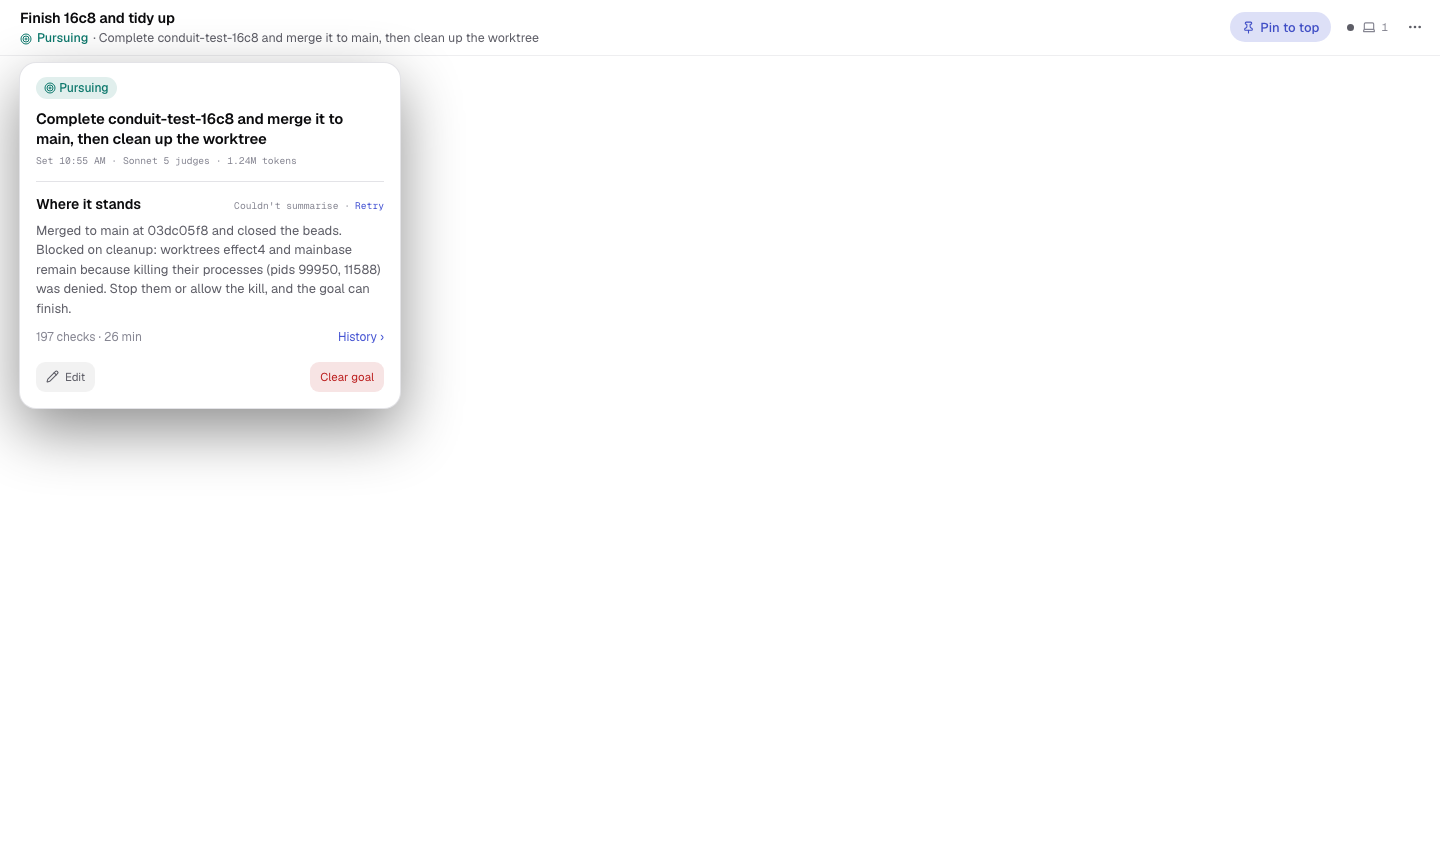 Finish 16c8 and tidy up
Pursuing · Complete conduit-test-16c8 and merge it to main, then clean up the worktree
Pin to top
1
Pursuing
Complete conduit-test-16c8 and merge it to
main, then clean up the worktree
Set 10:55 AM · Sonnet 5 judges · 1.24M tokens
Where it stands
Couldn't summarise · Retry
Merged to main at 03dc05f8 and closed the beads.
Blocked on cleanup: worktrees effect4 and mainbase
remain because killing their processes (pids 99950, 11588)
was denied. Stop them or allow the kill, and the goal can
finish.
197 checks · 26 min
History ›
Edit
Clear goal